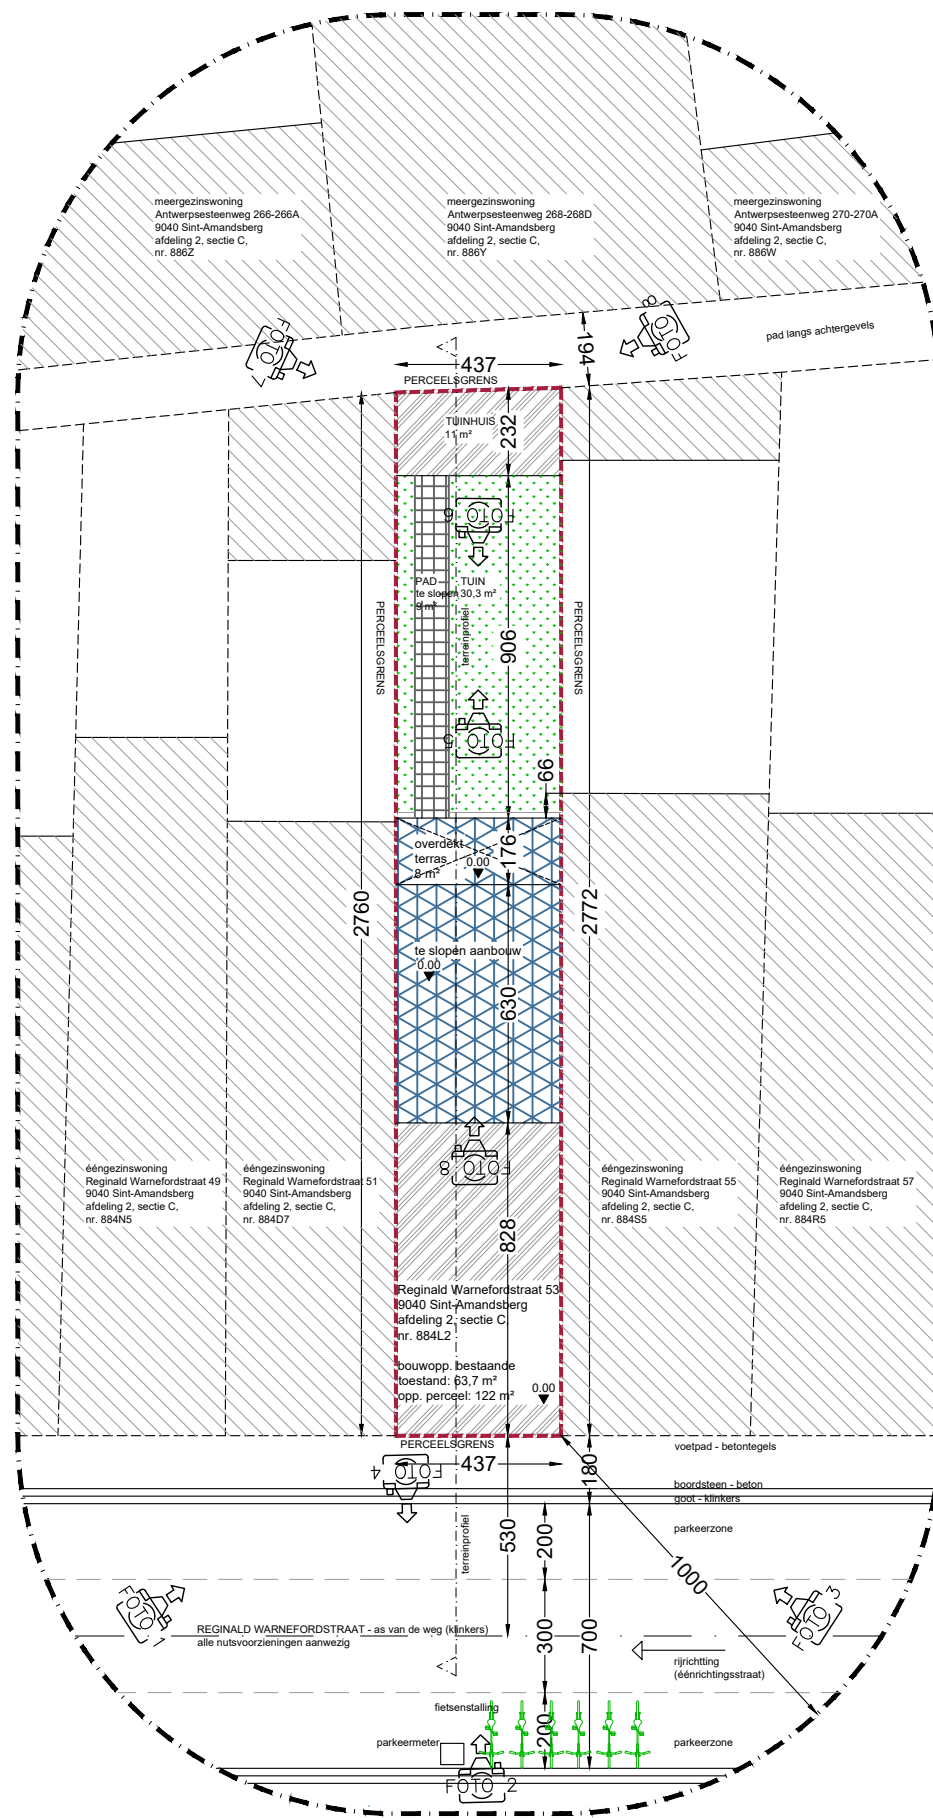 meergezinswoning
Antwerpsesteenweg 266-266A
9040 Sint-Amandsberg
afdeling 2, sectie C,
nr. 886Z
meergezinswoning
Antwerpsesteenweg 268-268D
9040 Sint-Amandsberg
afdeling 2, sectie C,
nr. 886Y
meergezinswoning
Antwerpsesteenweg 270-270A
9040 Sint-Amandsberg
afdeling 2, sectie C,
nr. 886W
FOTO 7
FOTO 8
pad langs achtergevels
194
437
PERCEELSGRENS
TUINHUIS
11 m²
232
FOTO 6
PAD
te slopen
9 m²
TUIN
30,3 m²
terreinprofiel
906
PERCEELSGRENS
PERCEELSGRENS
FOTO 5
66
overdekt
terras
8 m²
0.00
176
2760
2772
te slopen aanbouw
0.00
630
FOTO 8
828
ééngezinswoning
Reginald Warnefordstraat 49
9040 Sint-Amandsberg
afdeling 2, sectie C,
nr. 884N5
ééngezinswoning
Reginald Warnefordstraat 51
9040 Sint-Amandsberg
afdeling 2, sectie C,
nr. 884D7
ééngezinswoning
Reginald Warnefordstraat 55
9040 Sint-Amandsberg
afdeling 2, sectie C,
nr. 884S5
ééngezinswoning
Reginald Warnefordstraat 57
9040 Sint-Amandsberg
afdeling 2, sectie C,
nr. 884R5
Reginald Warnefordstraat 53
9040 Sint-Amandsberg
afdeling 2, sectie C,
nr. 884L2
bouwopp. bestaande
toestand: 63,7 m²
opp. perceel: 122 m²
0.00
PERCEELSGRENS
437
FOTO 4
180
voetpad - betontegels
boordsteen - beton
goot - klinkers
parkeerzone
530
200
terreinprofiel
1000
FOTO 1
FOTO 3
REGINALD WARNEFORDSTRAAT - as van de weg (klinkers)
alle nutsvoorzieningen aanwezig
300
700
rijrichtting
(éénrichtingsstraat)
fietsenstalling
200
parkeermeter
parkeerzone
FOTO 2